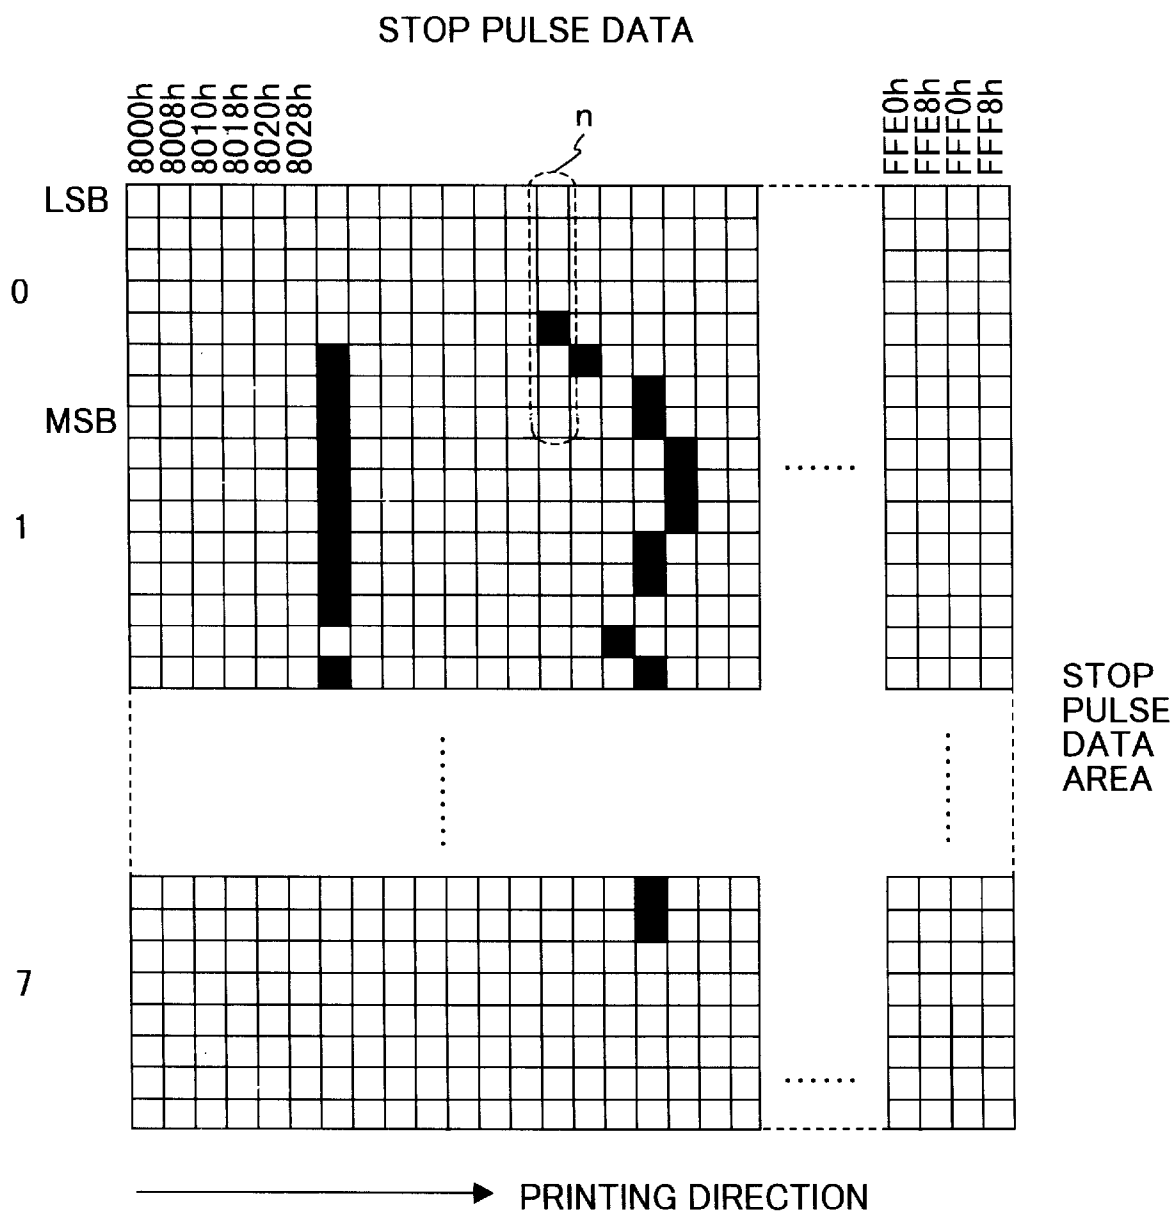 STOP PULSE DATA
8000h
8008h
8010h
8018h
8020h
8028h
n
FFE0h
FFE8h
FFF0h
FFF8h
LSB
0
MSB
1
STOP
PULSE
DATA
AREA
7
PRINTING DIRECTION